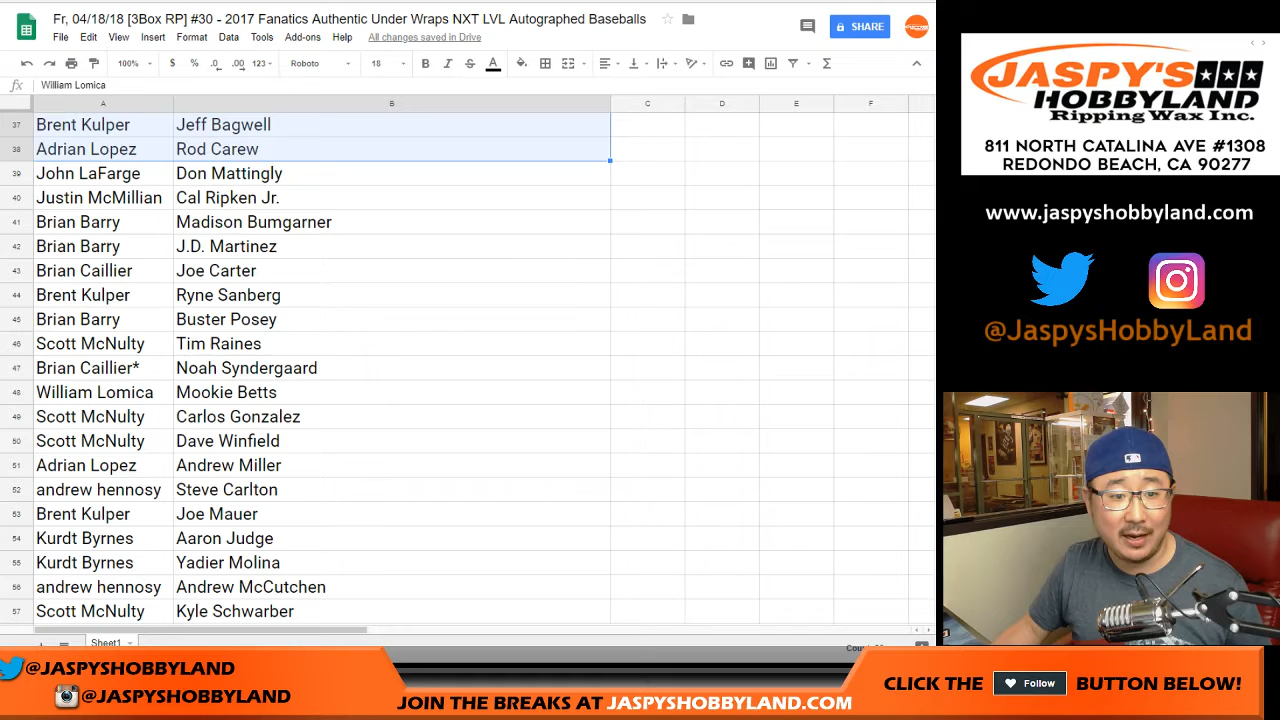 Fr, 04/18/18 [3Box RP] #30 - 2017 Fanatics Authentic Under Wraps NXT LVL Autographed Baseballs
SHARE
File Edit View Insert Format Data Tools Add-ons Help All changes saved in Drive
100% $ % .0 .00 123 Roboto 18 B I S A
fx William Lomica
A B C D E F
37 Brent Kulper Jeff Bagwell
38 Adrian Lopez Rod Carew
39 John LaFarge Don Mattingly
40 Justin McMillian Cal Ripken Jr.
41 Brian Barry Madison Bumgarner
42 Brian Barry J.D. Martinez
43 Brian Caillier Joe Carter
44 Brent Kulper Ryne Sanberg
45 Brian Barry Buster Posey
46 Scott McNulty Tim Raines
47 Brian Caillier* Noah Syndergaard
48 William Lomica Mookie Betts
49 Scott McNulty Carlos Gonzalez
50 Scott McNulty Dave Winfield
51 Adrian Lopez Andrew Miller
52 andrew hennosy Steve Carlton
53 Brent Kulper Joe Mauer
54 Kurdt Byrnes Aaron Judge
55 Kurdt Byrnes Yadier Molina
56 andrew hennosy Andrew McCutchen
57 Scott McNulty Kyle Schwarber
Sheet1
JASPY'S
HOBBYLAND
Ripping Wax Inc.
811 NORTH CATALINA AVE #1308
REDONDO BEACH, CA 90277
www.jaspyshobbyland.com
@JaspysHobbyLand
@JASPYSHOBBYLAND
@JASPYSHOBBYLAND
JOIN THE BREAKS AT JASPYSHOBBYLAND.COM
CLICK THE Follow BUTTON BELOW!